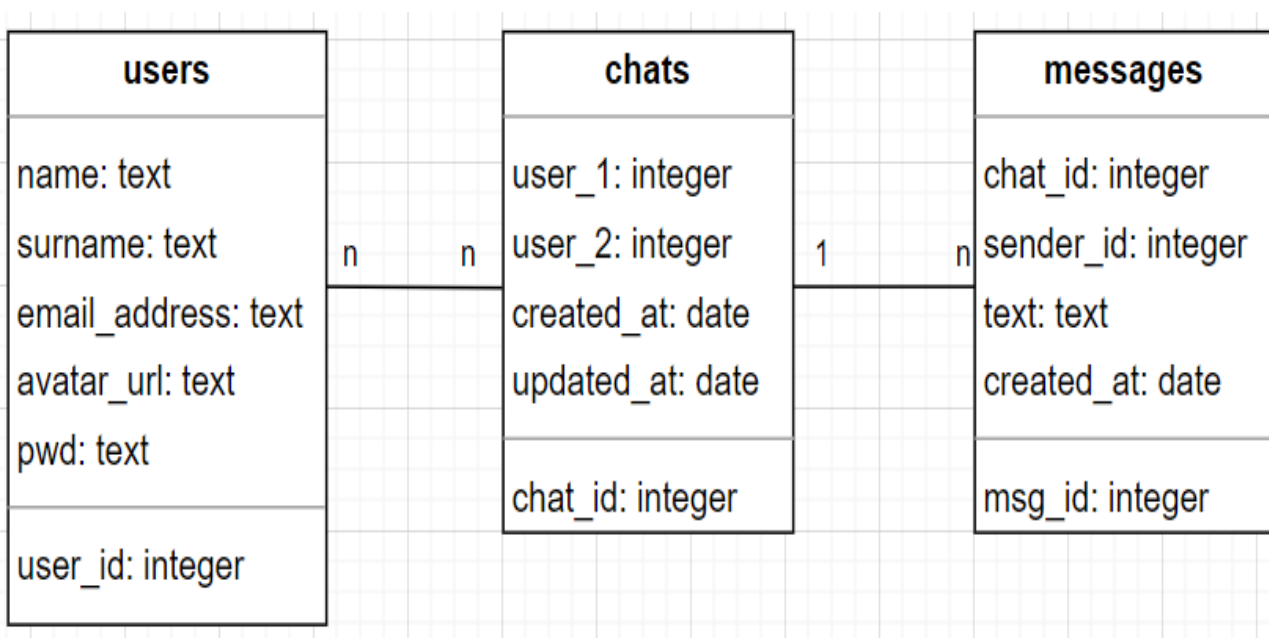 users
name: text
surname: text
email_address: text
avatar_url: text
pwd: text
user_id: integer
n
n
chats
user_1: integer
user_2: integer
created_at: date
updated_at: date
chat_id: integer
1
n
messages
chat_id: integer
sender_id: integer
text: text
created_at: date
msg_id: integer